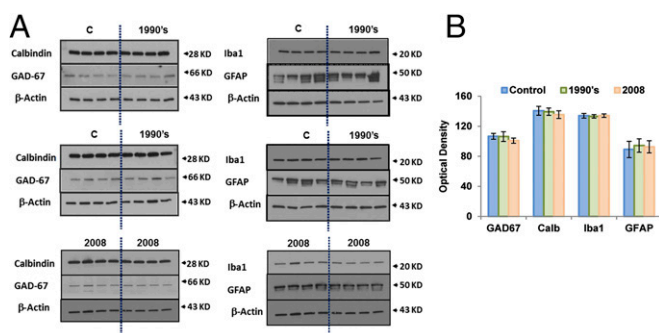 A
C 1990's
Calbindin 28 KD
GAD-67 66 KD
β-Actin 43 KD
C 1990's
Iba1 20 KD
GFAP 50 KD
β-Actin 43 KD
C 1990's
Calbindin 28 KD
GAD-67 66 KD
β-Actin 43 KD
C 1990's
Iba1 20 KD
GFAP 50 KD
β-Actin 43 KD
2008 2008
Calbindin 28 KD
GAD-67 66 KD
β-Actin 43 KD
2008 2008
Iba1 20 KD
GFAP 50 KD
β-Actin 43 KD
B
Control 1990's 2008
160
120
80
40
0
Optical Density
GAD67 Calb Iba1 GFAP